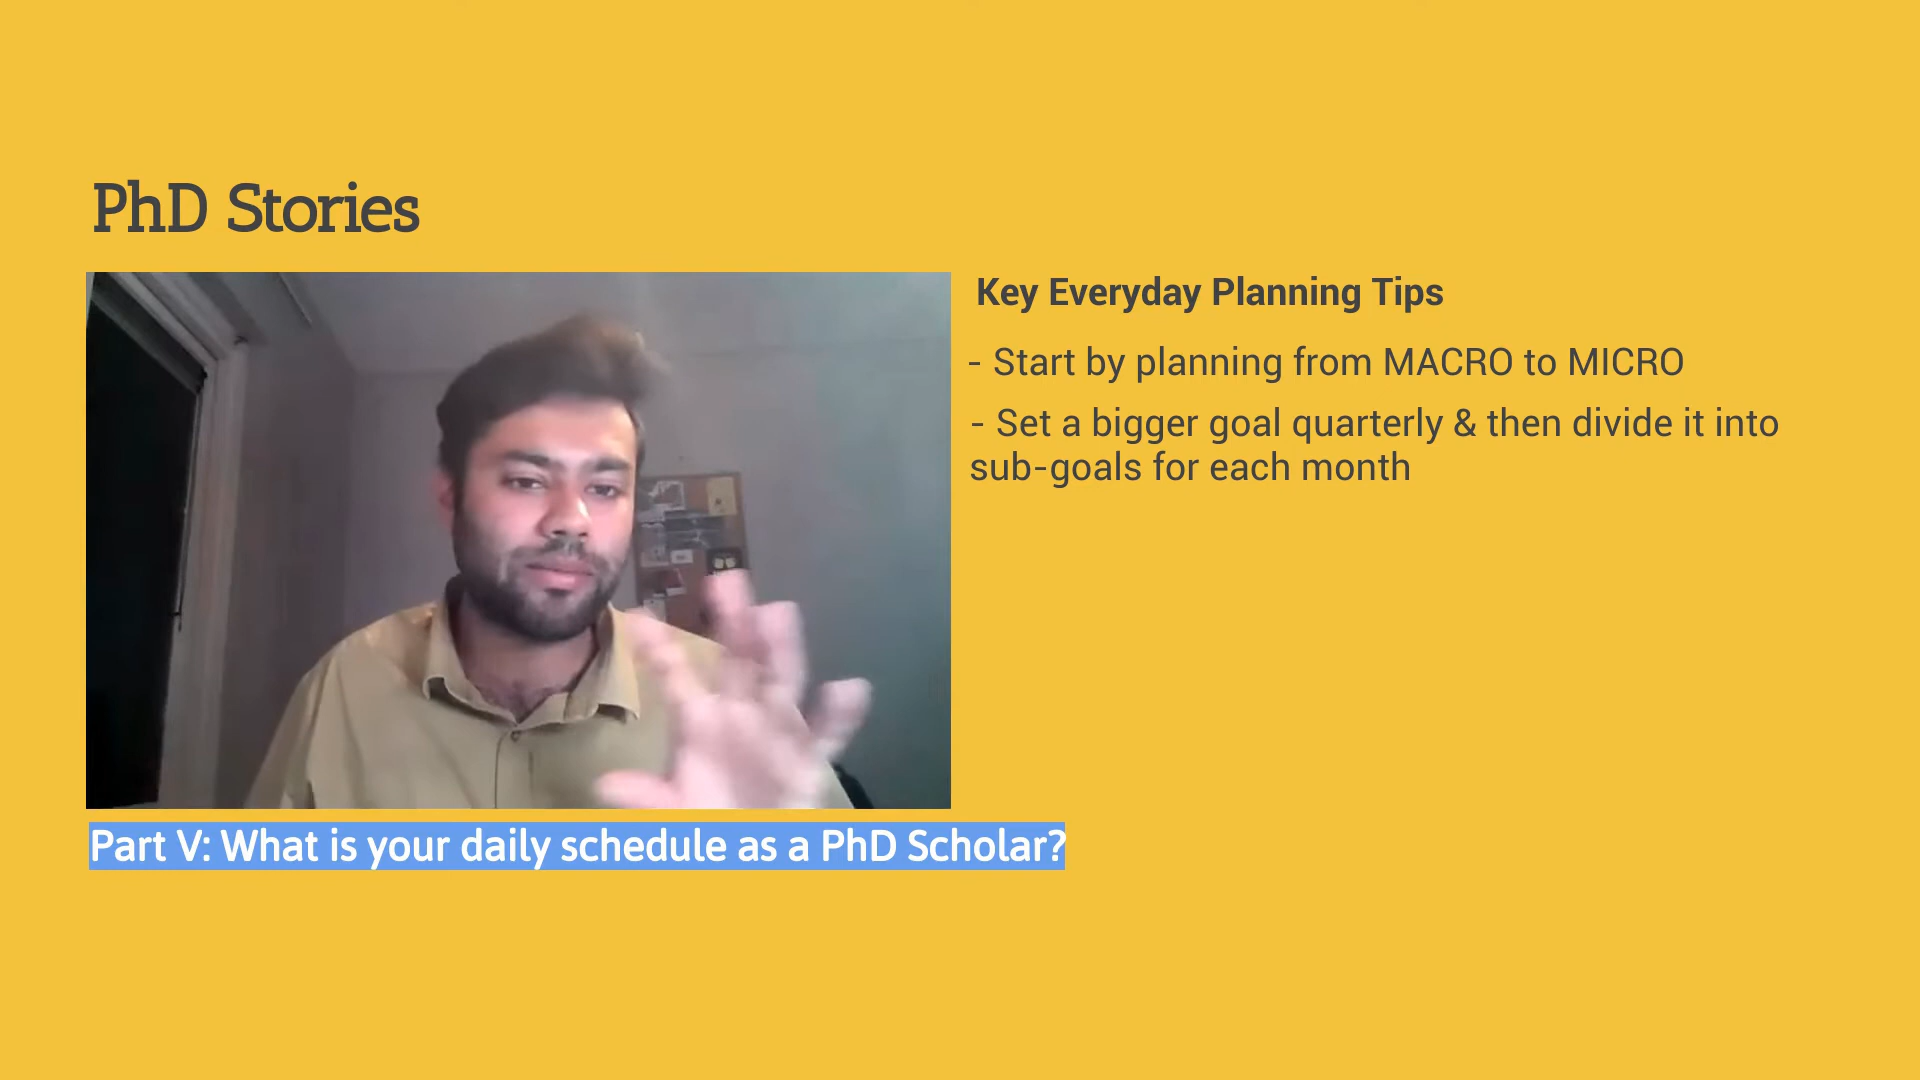 PhD Stories
Key Everyday Planning Tips
- Start by planning from MACRO to MICRO
- Set a bigger goal quarterly & then divide it into
sub-goals for each month
Part V: What is your daily schedule as a PhD Scholar?